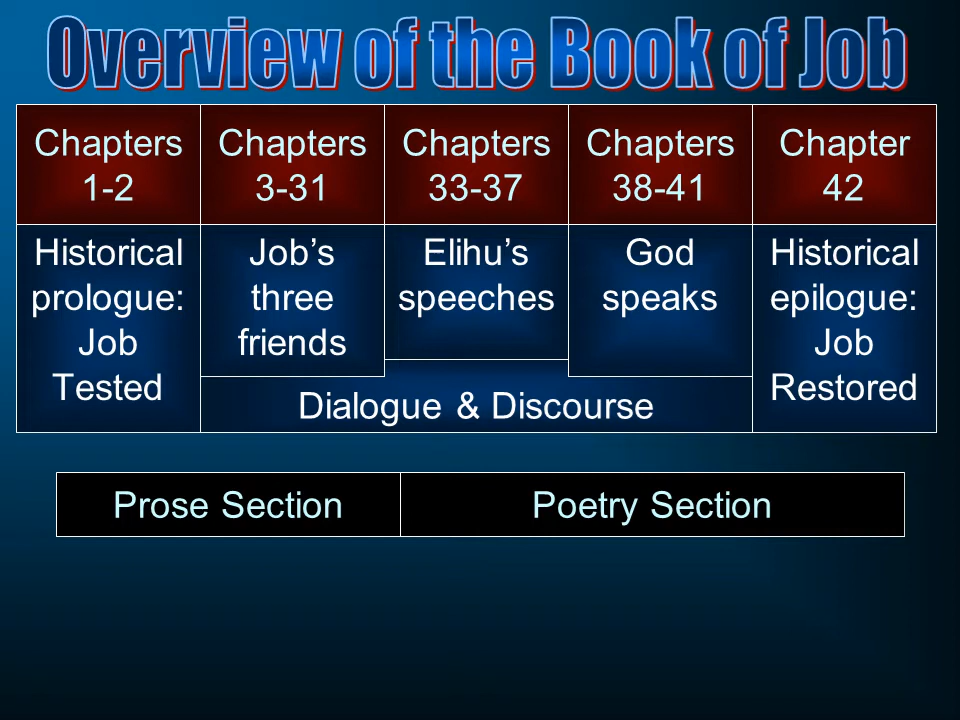 Overview of the Book of Job
Chapters
1-2
Chapters
3-31
Chapters
33-37
Chapters
38-41
Chapter
42
Historical
prologue:
Job
Tested
Job’s
three
friends
Elihu’s
speeches
God
speaks
Historical
epilogue:
Job
Restored
Dialogue & Discourse
Prose Section
Poetry Section